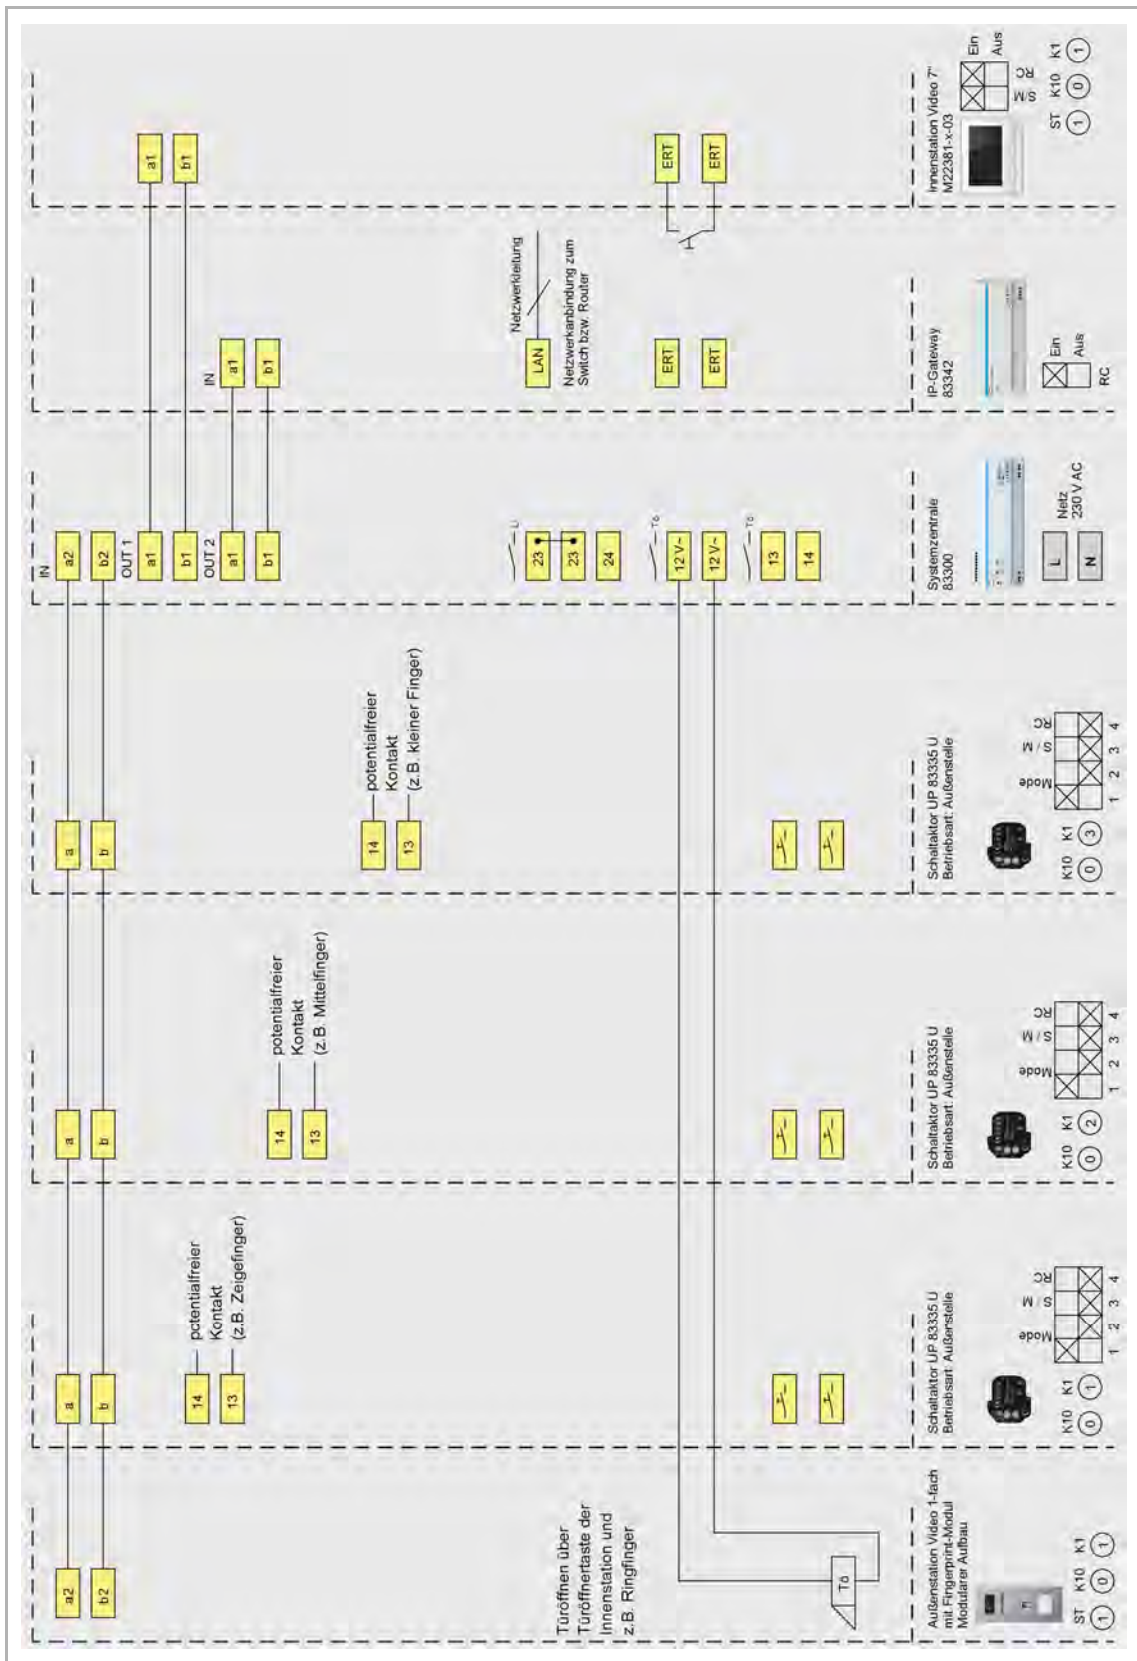 a2
b2
Türöffnen über
Türöffnertaste der
Innenstation und
z.B. Ringfinger
Tö
Außenstation Video 1-fach
mit Fingerprint-Modul
Modularer Aufbau
ST K10 K1
1 0 1
a
b
14
13
potentialfreier
Kontakt
(z.B. Zeigefinger)
Schaltaktor UP 83335 U
Betriebsart: Außenstelle
Mode S / M RC
K10 K1
0 1
1 2 3 4
a
b
14
13
potentialfreier
Kontakt
(z.B. Mittelfinger)
Schaltaktor UP 83335 U
Betriebsart: Außenstelle
Mode S / M RC
K10 K1
0 2
1 2 3 4
a
b
14
13
potentialfreier
Kontakt
(z.B. kleiner Finger)
Schaltaktor UP 83335 U
Betriebsart: Außenstelle
Mode S / M RC
K10 K1
0 3
1 2 3 4
IN
a2
b2
OUT 1
a1
b1
OUT 2
a1
b1
Li
23
23
24
Tö
12 V~
12 V~
Tö
13
14
Systemzentrale
83300
L
N
Netz
230 V AC
IN
a1
b1
LAN
Netzwerkleitung
Netzwerkanbindung zum
Switch bzw. Router
ERT
ERT
IP-Gateway
83342
Ein
Aus
RC
a1
b1
ERT
ERT
Innenstation Video 7"
M22381-x-03
Ein
Aus
S/M RC
ST K10 K1
1 0 1